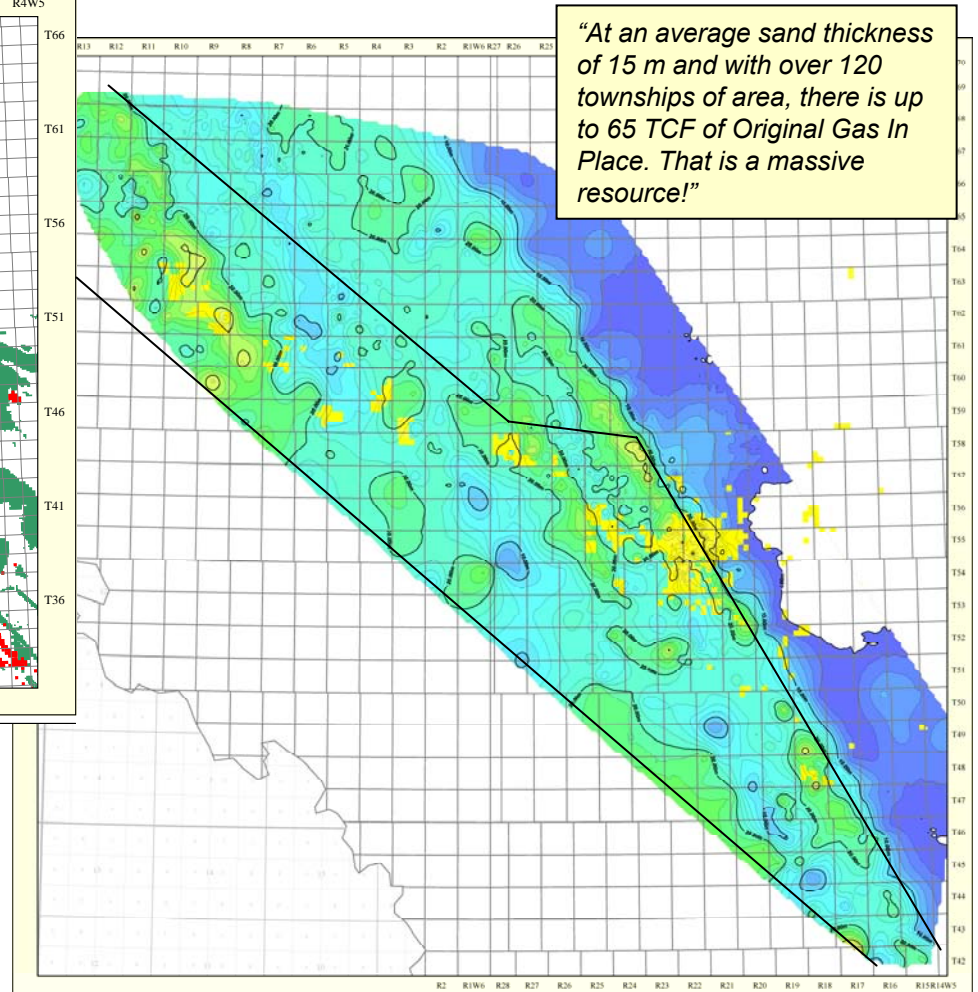 R4W5
T66
T61
T56
T51
T46
T41
T36
R13 R12 R11 R10 R9 R8 R7 R6 R5 R4 R3 R2 R1W6 R27 R26 R25
“At an average sand thickness
of 15 m and with over 120
townships of area, there is up
to 65 TCF of Original Gas In
Place. That is a massive
resource!”
T64
T63
T62
T61
T60
T59
T58
T57
T56
T55
T54
T53
T52
T51
T50
T49
T48
T47
T46
T45
T44
T43
T42
R2 R1W6 R28 R27 R26 R25 R24 R23 R22 R21 R20 R19 R18 R17 R16 R15 R14W5